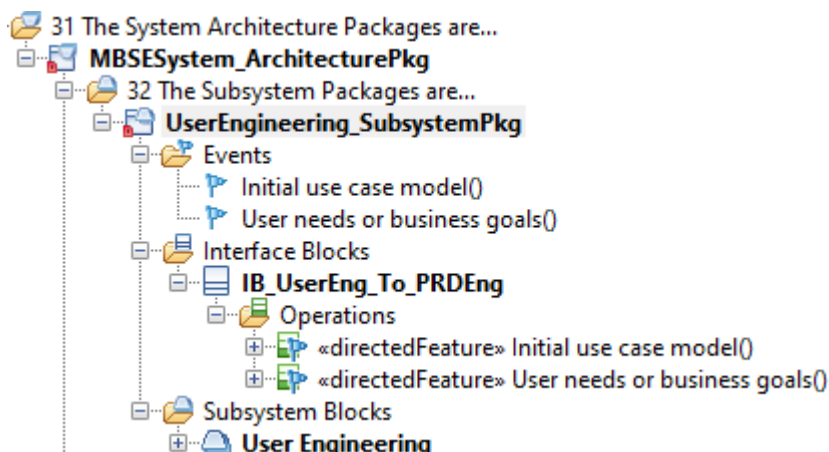 31 The System Architecture Packages are...
MBSESystem_ArchitecturePkg
32 The Subsystem Packages are...
UserEngineering_SubsystemPkg
Events
Initial use case model()
User needs or business goals()
Interface Blocks
IB_UserEng_To_PRDEng
Operations
«directedFeature» Initial use case model()
«directedFeature» User needs or business goals()
Subsystem Blocks
User Engineering